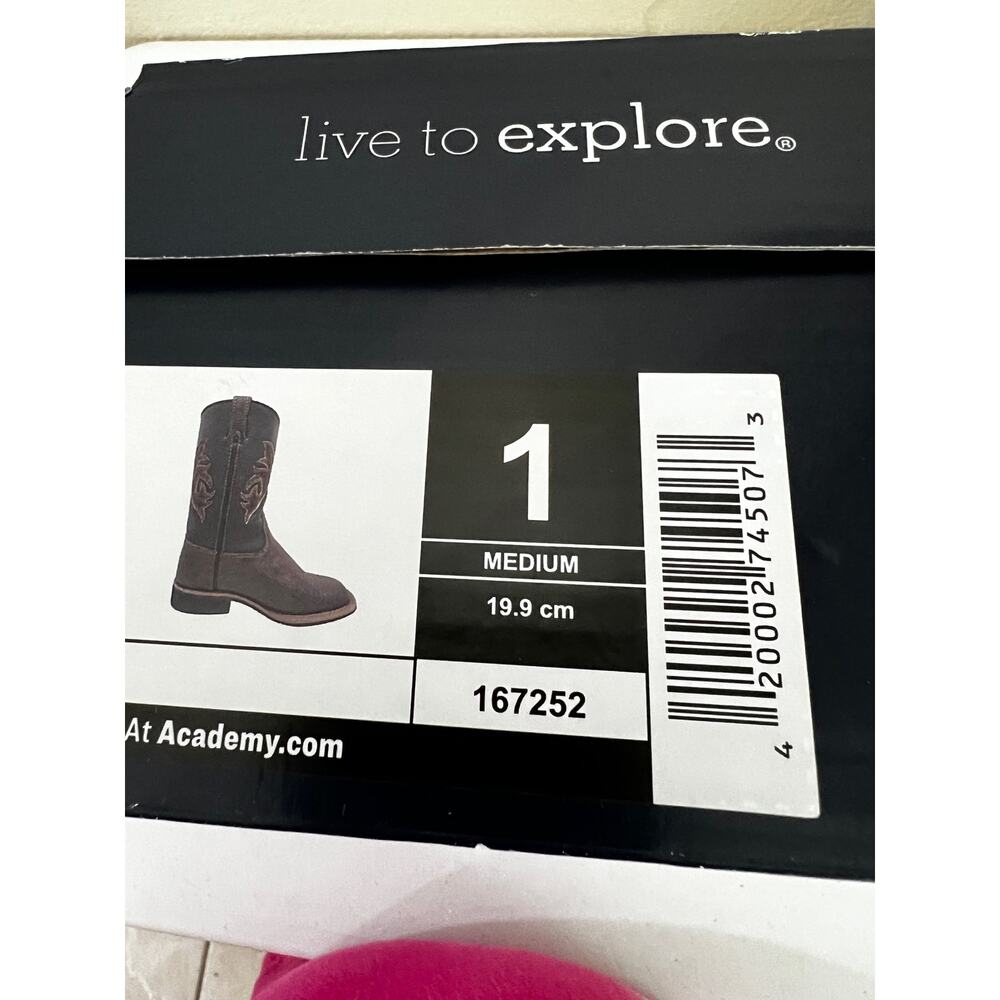 live to explore®
1
MEDIUM
19.9 cm
167252
At Academy.com
4 20002 74507 3